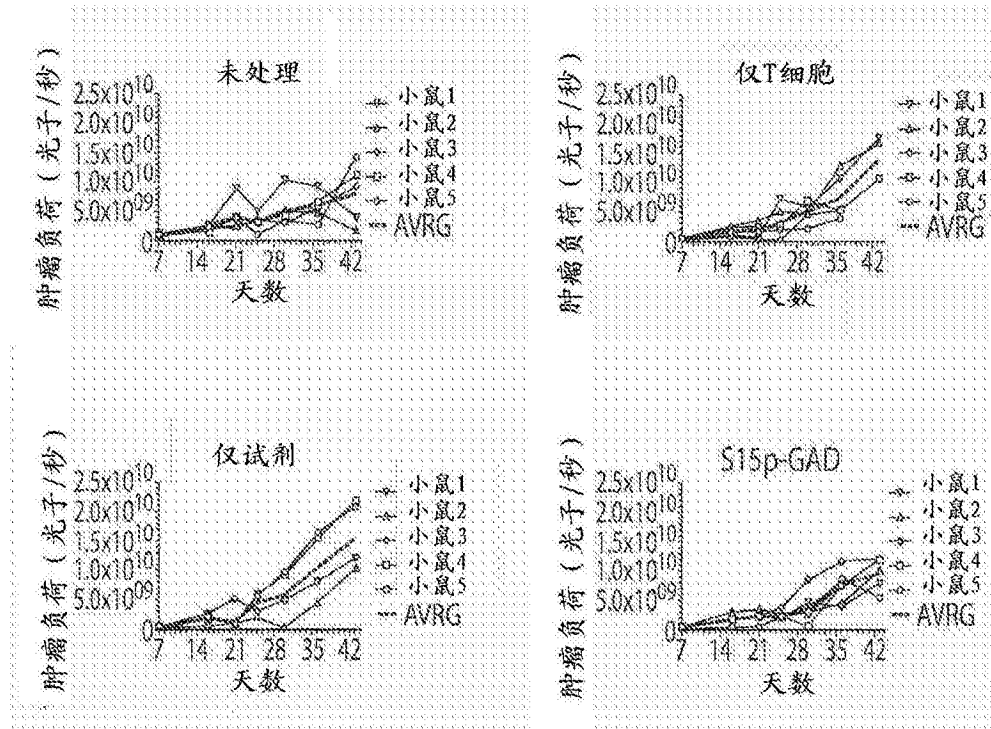 未处理
肿瘤负荷（光子/秒）
2.5x10^10
2.0x10^10
1.5x10^10
1.0x10^10
5.0x10^09
0
7 14 21 28 35 42
天数
小鼠1
小鼠2
小鼠3
小鼠4
小鼠5
AVRG
仅T细胞
肿瘤负荷（光子/秒）
2.5x10^10
2.0x10^10
1.5x10^10
1.0x10^10
5.0x10^09
0
7 14 21 28 35 42
天数
小鼠1
小鼠2
小鼠3
小鼠4
小鼠5
AVRG
仅试剂
肿瘤负荷（光子/秒）
2.5x10^10
2.0x10^10
1.5x10^10
1.0x10^10
5.0x10^09
0
7 14 21 28 35 42
天数
小鼠1
小鼠2
小鼠3
小鼠4
小鼠5
AVRG
S15p-GAD
肿瘤负荷（光子/秒）
2.5x10^10
2.0x10^10
1.5x10^10
1.0x10^10
5.0x10^09
0
7 14 21 28 35 42
天数
小鼠1
小鼠2
小鼠3
小鼠4
小鼠5
AVRG